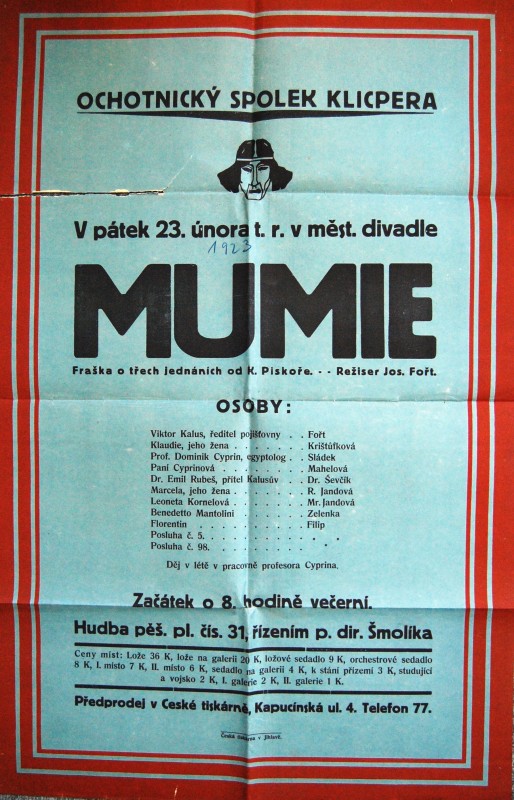 OCHOTNICKÝ SPOLEK KLICPERA
V pátek 23. února t. r. v měst. divadle
1923
MUMIE
Fraška o třech jednáních od K. Piskoře. - - Režiser Jos. Fořt.
OSOBY:
Viktor Kalus, ředitel pojišťovny . . Fořt
Klaudie, jeho žena . . . . . . . Krištůfková
Prof. Dominik Cyprin, egyptolog . . Sládek
Paní Cyprinová . . . . . . . . Mahelová
Dr. Emil Rubeš, přítel Kalusův . . Dr. Ševčík
Marcela, jeho žena . . . . . . . R. Jandová
Leoneta Kornelová . . . . . . . Mr. Jandová
Benedetto Mantolini . . . . . . Zelenka
Florentin . . . . . . . . . . Filip
Posluha č. 5. . . . . . . . . . „ „
Posluha č. 98. . . . . . . . . . „ „
Děj v létě v pracovně profesora Cyprina.
Začátek o 8. hodině večerní.
Hudba pěš. pl. čís. 31, řízením p. dir. Šmolíka
Ceny míst: Lože 36 K, lože na galerii 20 K, ložové sedadlo 9 K, orchestrové sedadlo
8 K, I. místo 7 K, II. místo 6 K, sedadlo na galerii 4 K, k stání přízemí 3 K, studující
a vojsko 2 K, I. galerie 2 K, II. galerie 1 K.
Předprodej v České tiskárně, Kapucínská ul. 4. Telefon 77.
Česká tiskárna v Jihlavě.